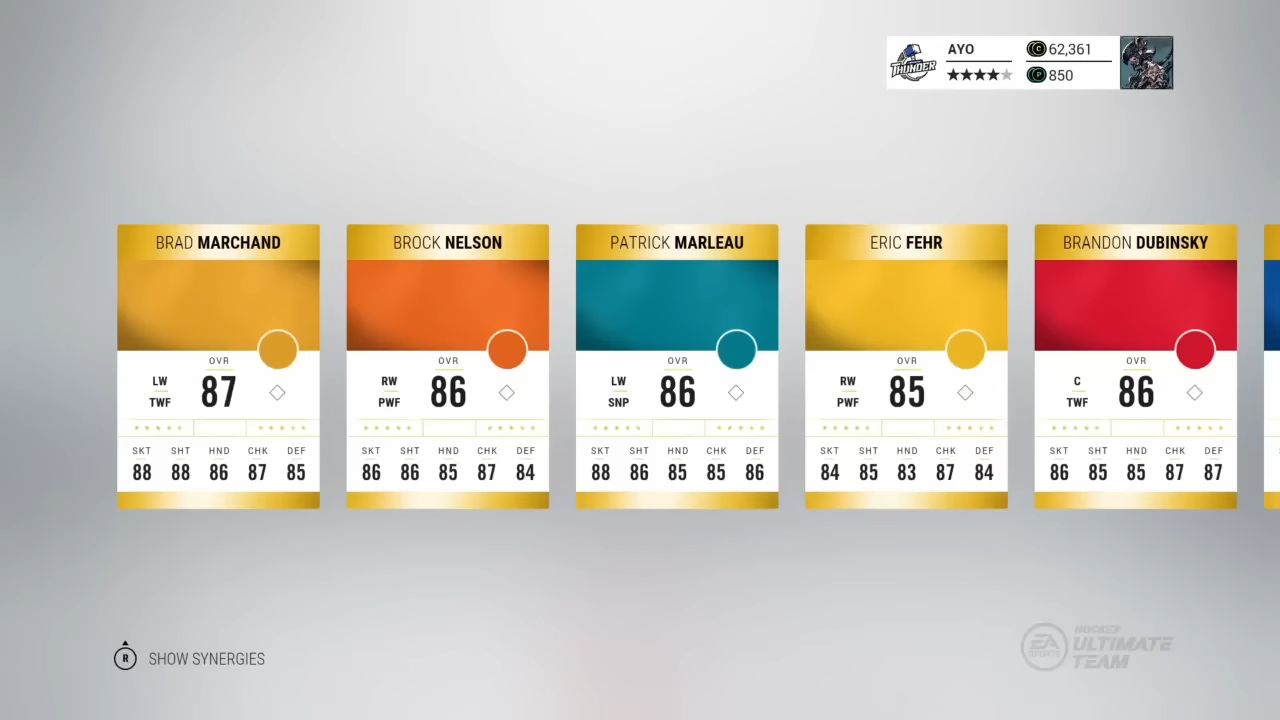 THUNDER
AYO
62,361
850
BRAD MARCHAND
OVR
LW
TWF
87
SKT SHT HND CHK DEF
88 88 86 87 85
BROCK NELSON
OVR
RW
PWF
86
SKT SHT HND CHK DEF
86 86 85 87 84
PATRICK MARLEAU
OVR
LW
SNP
86
SKT SHT HND CHK DEF
88 86 85 85 86
ERIC FEHR
OVR
RW
PWF
85
SKT SHT HND CHK DEF
84 85 83 87 84
BRANDON DUBINSKY
OVR
C
TWF
86
SKT SHT HND CHK DEF
86 85 85 87 87
R SHOW SYNERGIES
EA SPORTS
HOCKEY
ULTIMATE
TEAM